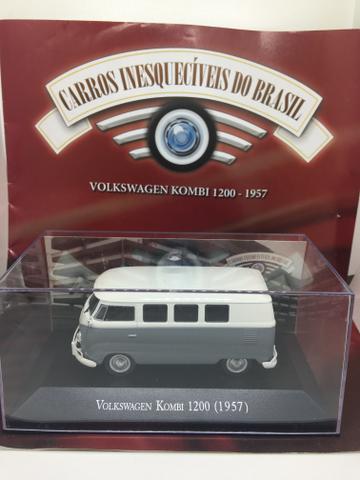 CARROS INESQUECÍVEIS DO BRASIL
VOLKSWAGEN KOMBI 1200 - 1957
VOLKSWAGEN KOMBI 1200 (1957)